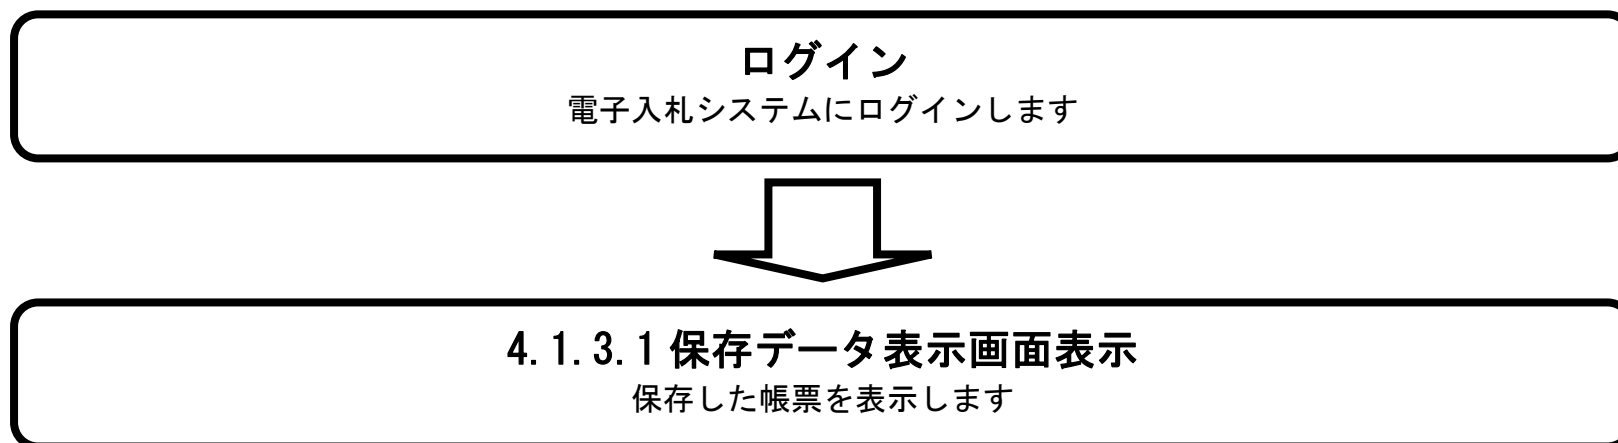 ログイン
電子入札システムにログインします
4.1.3.1 保存データ表示画面表示
保存した帳票を表示します